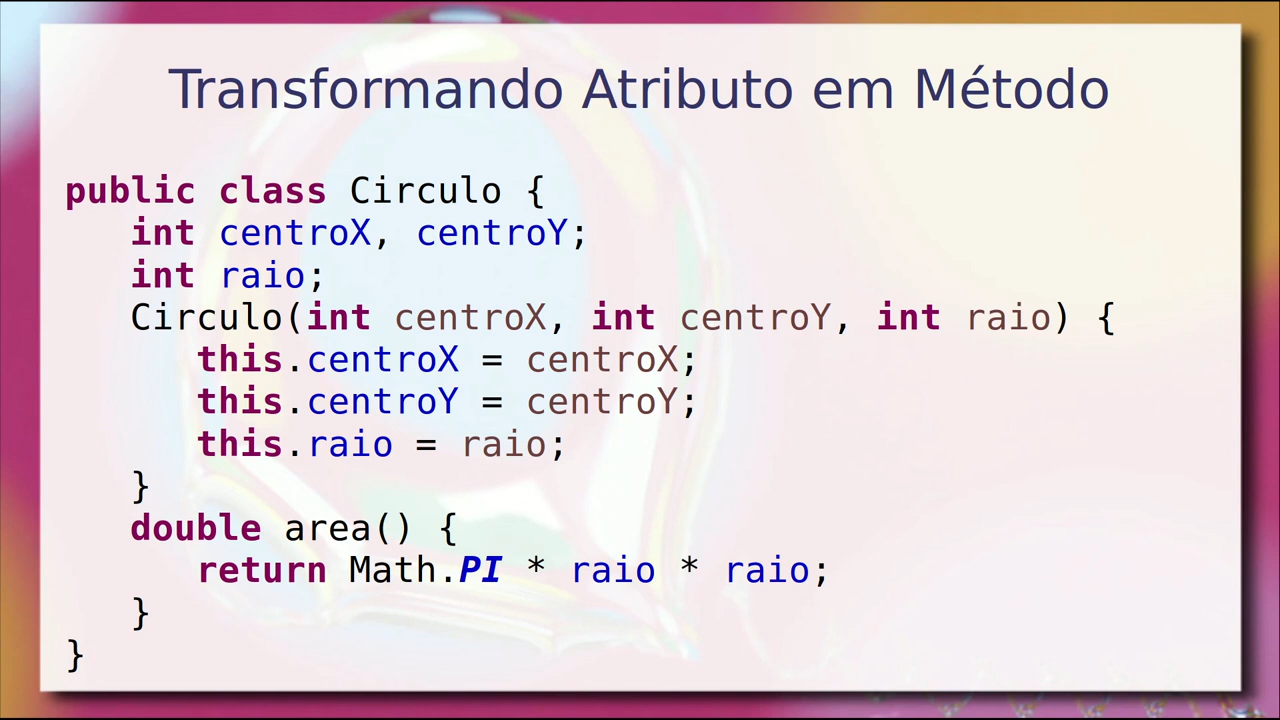 Transformando Atributo em Método
public class Circulo {
   int centroX, centroY;
   int raio;
   Circulo(int centroX, int centroY, int raio) {
      this.centroX = centroX;
      this.centroY = centroY;
      this.raio = raio;
   }
   double area() {
      return Math.PI * raio * raio;
   }
}